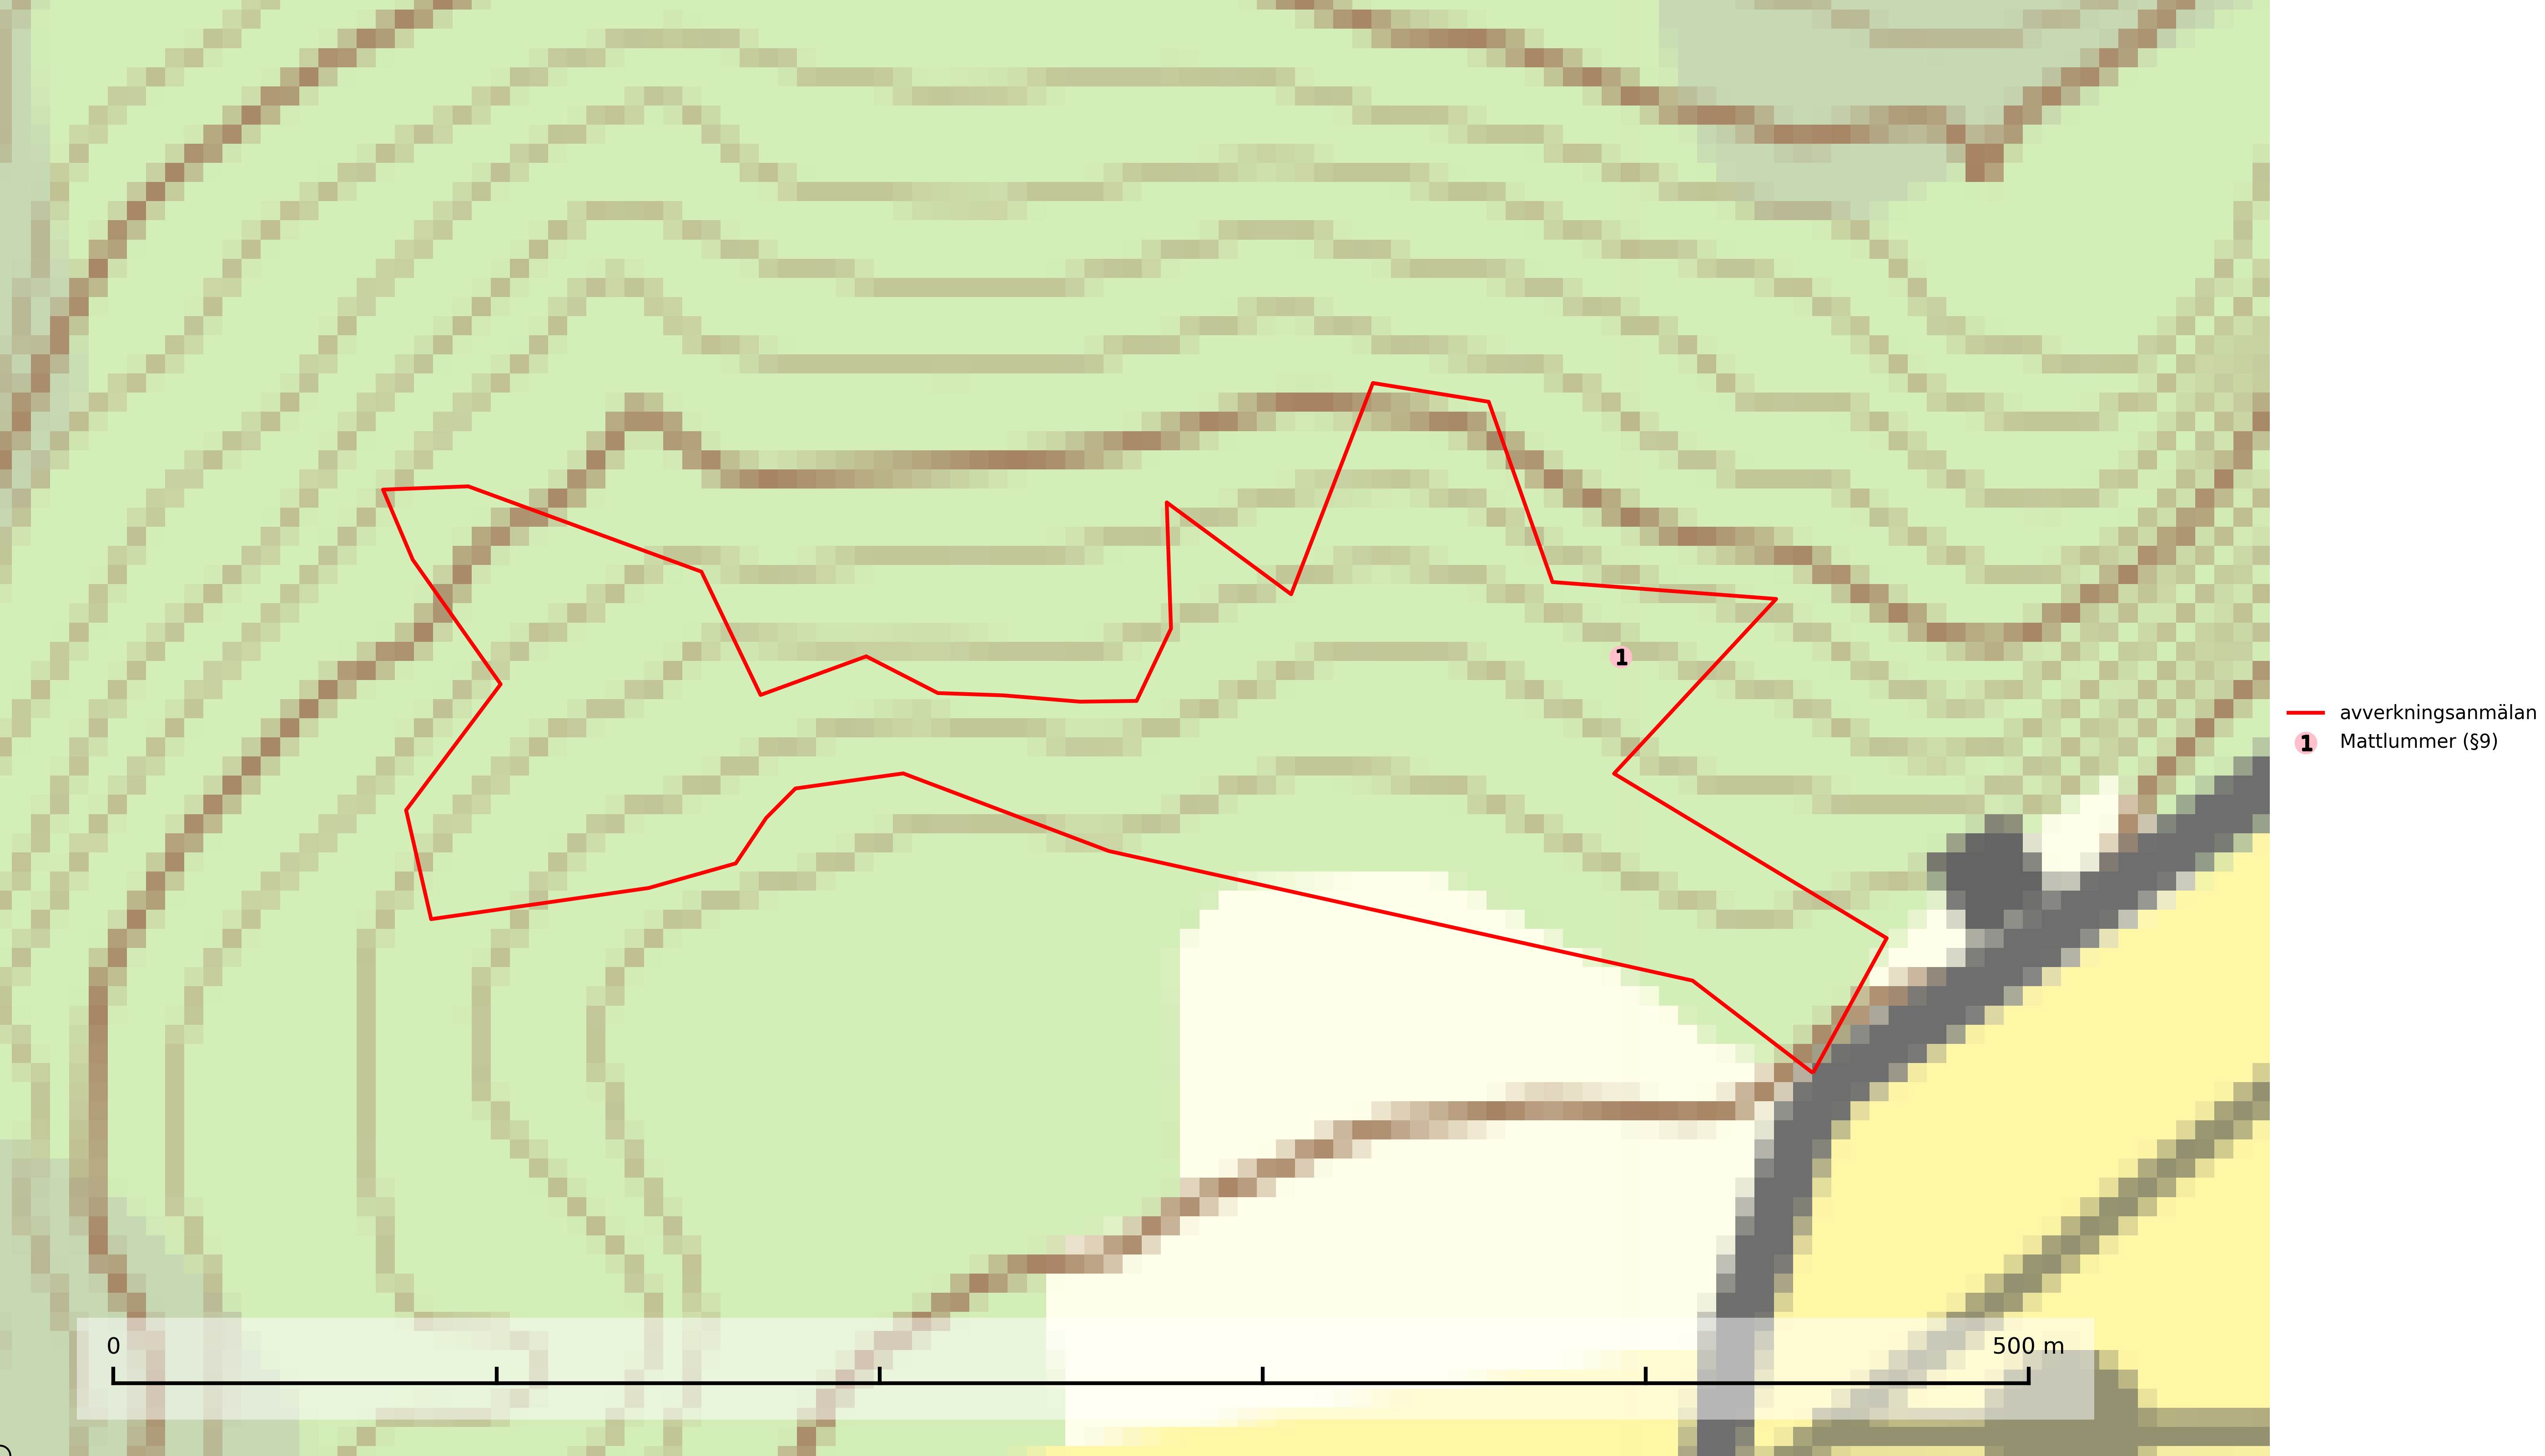 1
avverkningsanmälan
1 Mattlummer (§9)
0 500 m